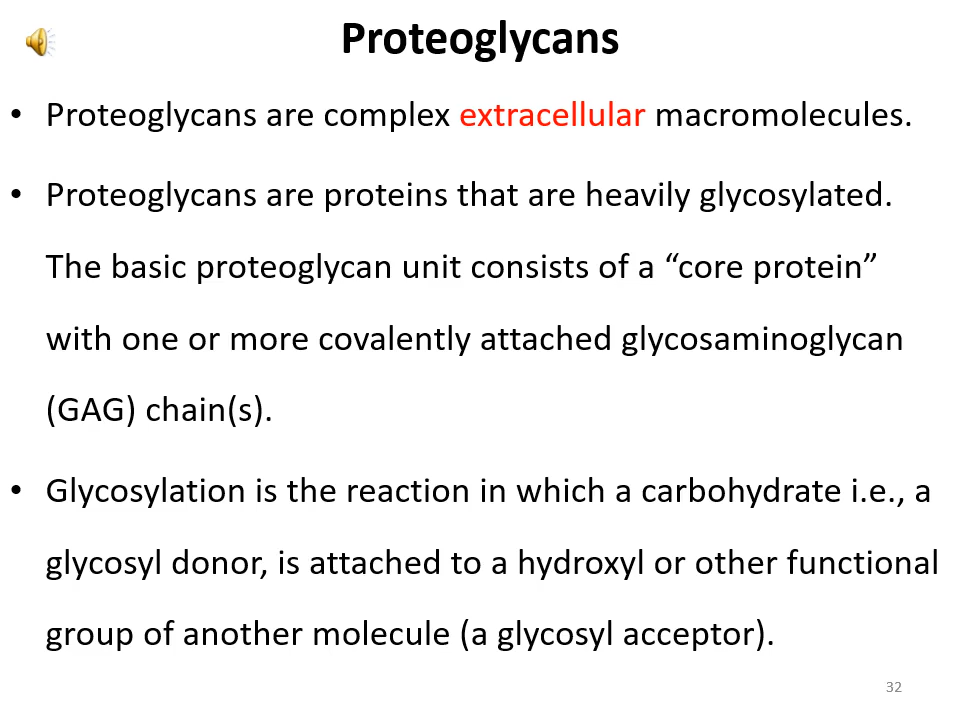 Proteoglycans
• Proteoglycans are complex extracellular macromolecules.
• Proteoglycans are proteins that are heavily glycosylated.
The basic proteoglycan unit consists of a “core protein”
with one or more covalently attached glycosaminoglycan
(GAG) chain(s).
• Glycosylation is the reaction in which a carbohydrate i.e., a
glycosyl donor, is attached to a hydroxyl or other functional
group of another molecule (a glycosyl acceptor).
32